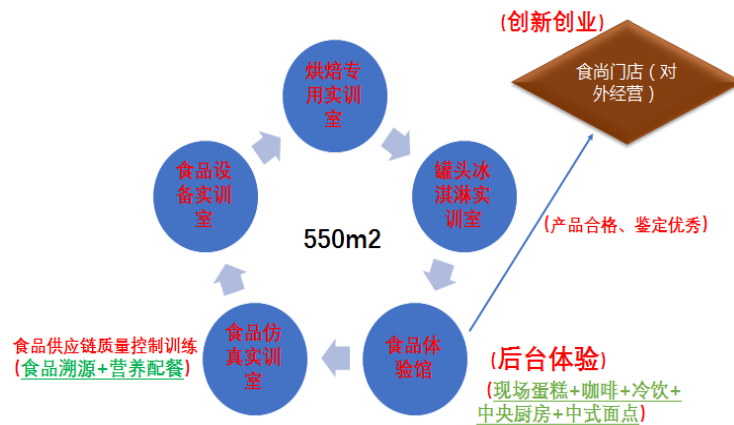 (创新创业)
食尚门店（对
外经营）
烘焙专
用实训
室
食品设
备实训
室
罐头冰
淇淋实
训室
550m2
(产品合格、鉴定优秀)
食品供应链质量控制训练
(食品溯源+营养配餐)
食品仿
真实训
室
食品体
验馆
(后台体验)
(现场蛋糕+咖啡+冷饮+
中央厨房+中式面点)